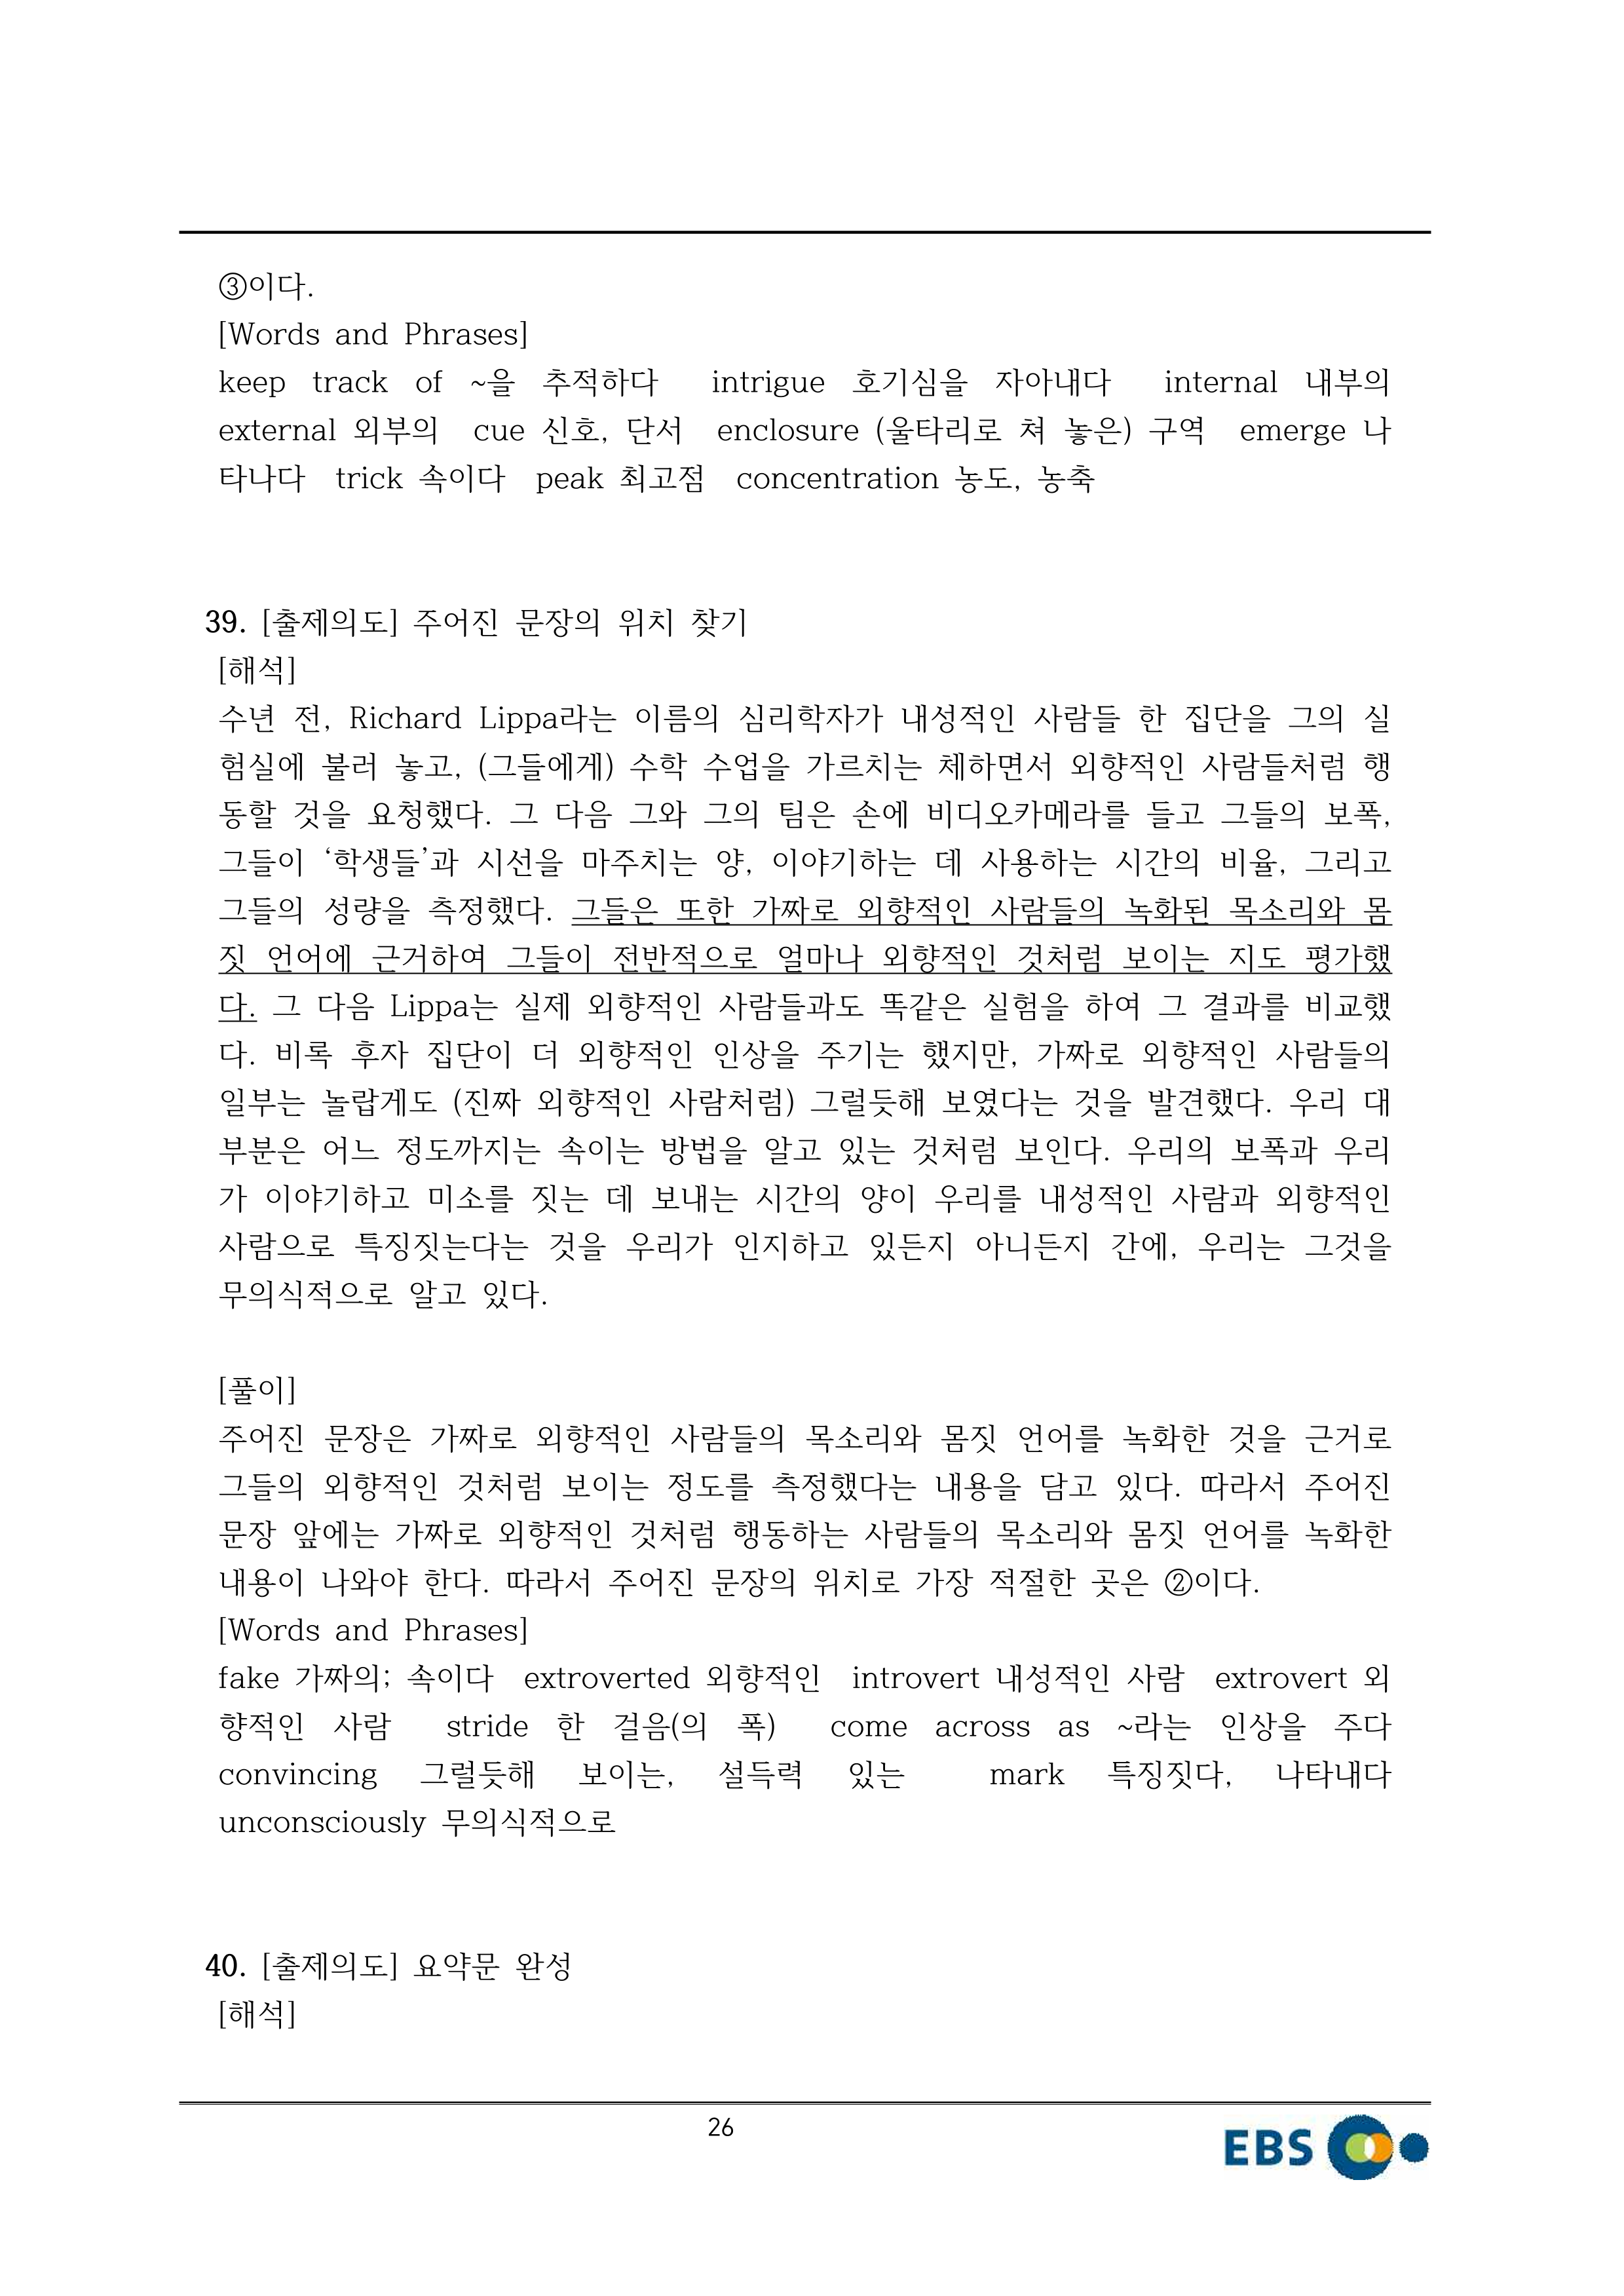 ③이다.
[Words and Phrases]
keep track of ~을 추적하다 intrigue 호기심을 자아내다 internal 내부의
external 외부의 cue 신호, 단서 enclosure (울타리로 쳐 놓은) 구역 emerge 나
타나다 trick 속이다 peak 최고점 concentration 농도, 농축
39. [출제의도] 주어진 문장의 위치 찾기
[해석]
수년 전, Richard Lippa라는 이름의 심리학자가 내성적인 사람들 한 집단을 그의 실
험실에 불러 놓고, (그들에게) 수학 수업을 가르치는 체하면서 외향적인 사람들처럼 행
동할 것을 요청했다. 그 다음 그와 그의 팀은 손에 비디오카메라를 들고 그들의 보폭,
그들이 ‘학생들’과 시선을 마주치는 양, 이야기하는 데 사용하는 시간의 비율, 그리고
그들의 성량을 측정했다. 그들은 또한 가짜로 외향적인 사람들의 녹화된 목소리와 몸
짓 언어에 근거하여 그들이 전반적으로 얼마나 외향적인 것처럼 보이는 지도 평가했
다. 그 다음 Lippa는 실제 외향적인 사람들과도 똑같은 실험을 하여 그 결과를 비교했
다. 비록 후자 집단이 더 외향적인 인상을 주기는 했지만, 가짜로 외향적인 사람들의
일부는 놀랍게도 (진짜 외향적인 사람처럼) 그럴듯해 보였다는 것을 발견했다. 우리 대
부분은 어느 정도까지는 속이는 방법을 알고 있는 것처럼 보인다. 우리의 보폭과 우리
가 이야기하고 미소를 짓는 데 보내는 시간의 양이 우리를 내성적인 사람과 외향적인
사람으로 특징짓는다는 것을 우리가 인지하고 있든지 아니든지 간에, 우리는 그것을
무의식적으로 알고 있다.
[풀이]
주어진 문장은 가짜로 외향적인 사람들의 목소리와 몸짓 언어를 녹화한 것을 근거로
그들의 외향적인 것처럼 보이는 정도를 측정했다는 내용을 담고 있다. 따라서 주어진
문장 앞에는 가짜로 외향적인 것처럼 행동하는 사람들의 목소리와 몸짓 언어를 녹화한
내용이 나와야 한다. 따라서 주어진 문장의 위치로 가장 적절한 곳은 ②이다.
[Words and Phrases]
fake 가짜의; 속이다 extroverted 외향적인 introvert 내성적인 사람 extrovert 외
향적인 사람 stride 한 걸음(의 폭) come across as ~라는 인상을 주다
convincing 그럴듯해 보이는, 설득력 있는 mark 특징짓다, 나타내다
unconsciously 무의식적으로
40. [출제의도] 요약문 완성
[해석]
26
EBS